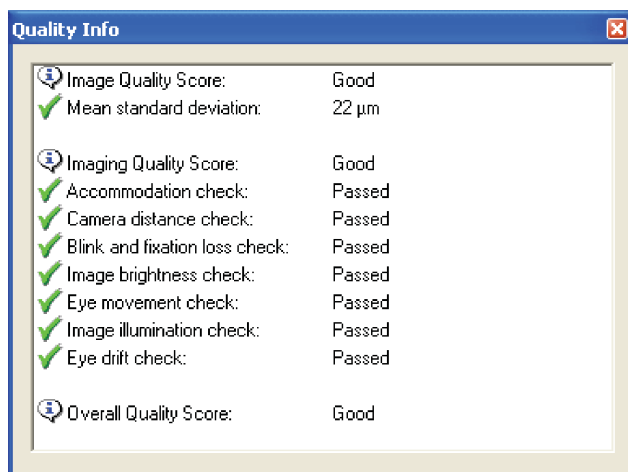 Quality Info
Image Quality Score: Good
Mean standard deviation: 22 µm
Imaging Quality Score: Good
Accommodation check: Passed
Camera distance check: Passed
Blink and fixation loss check: Passed
Image brightness check: Passed
Eye movement check: Passed
Image illumination check: Passed
Eye drift check: Passed
Overall Quality Score: Good